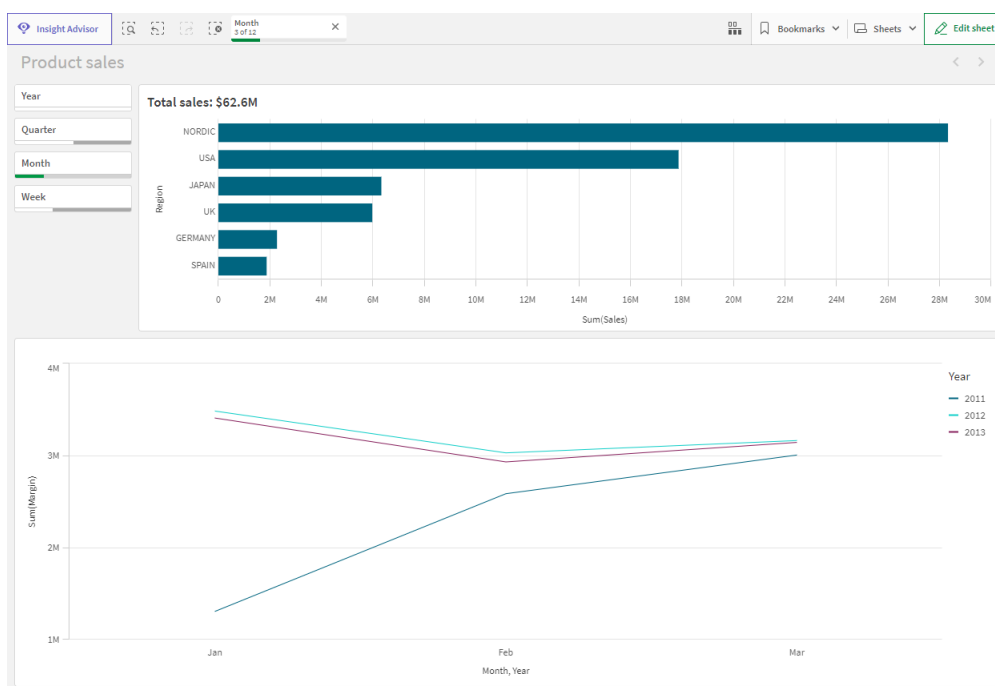 Insight Advisor
Month
3 of 12
Bookmarks
Sheets
Edit sheet
Product sales
Year
Quarter
Month
Week
Total sales: $62.6M
Region
NORDIC
USA
JAPAN
UK
GERMANY
SPAIN
0 2M 4M 6M 8M 10M 12M 14M 16M 18M 20M 22M 24M 26M 28M 30M
Sum(Sales)
Sum(Margin)
4M
3M
2M
1M
Jan Feb Mar
Month, Year
Year
2011
2012
2013